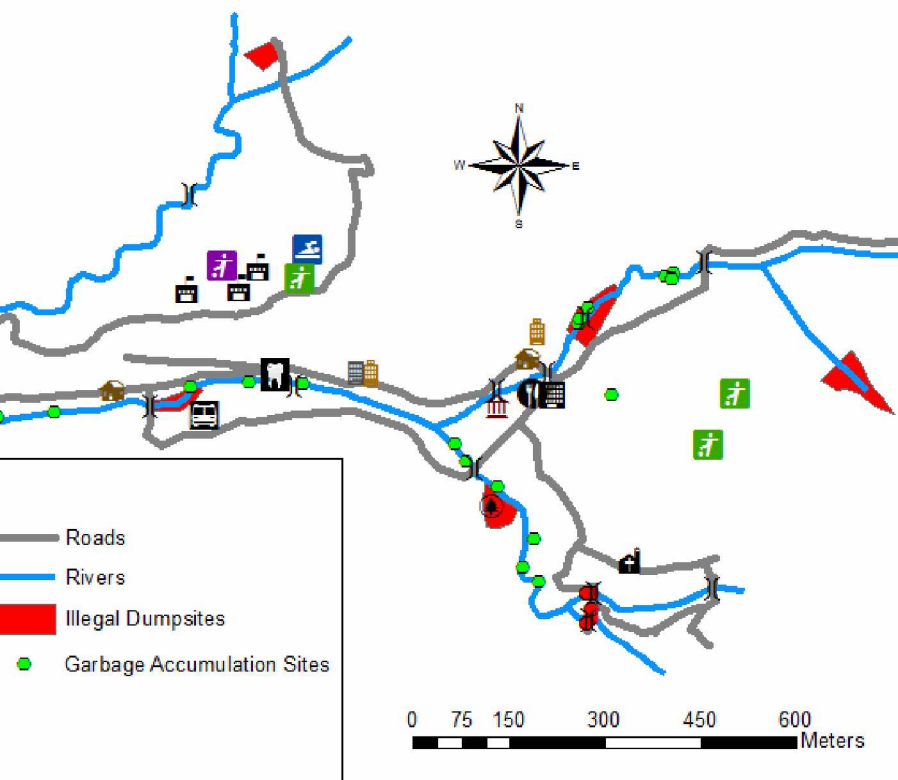 N
W E
S
Roads
Rivers
Illegal Dumpsites
Garbage Accumulation Sites
0 75 150 300 450 600
Meters